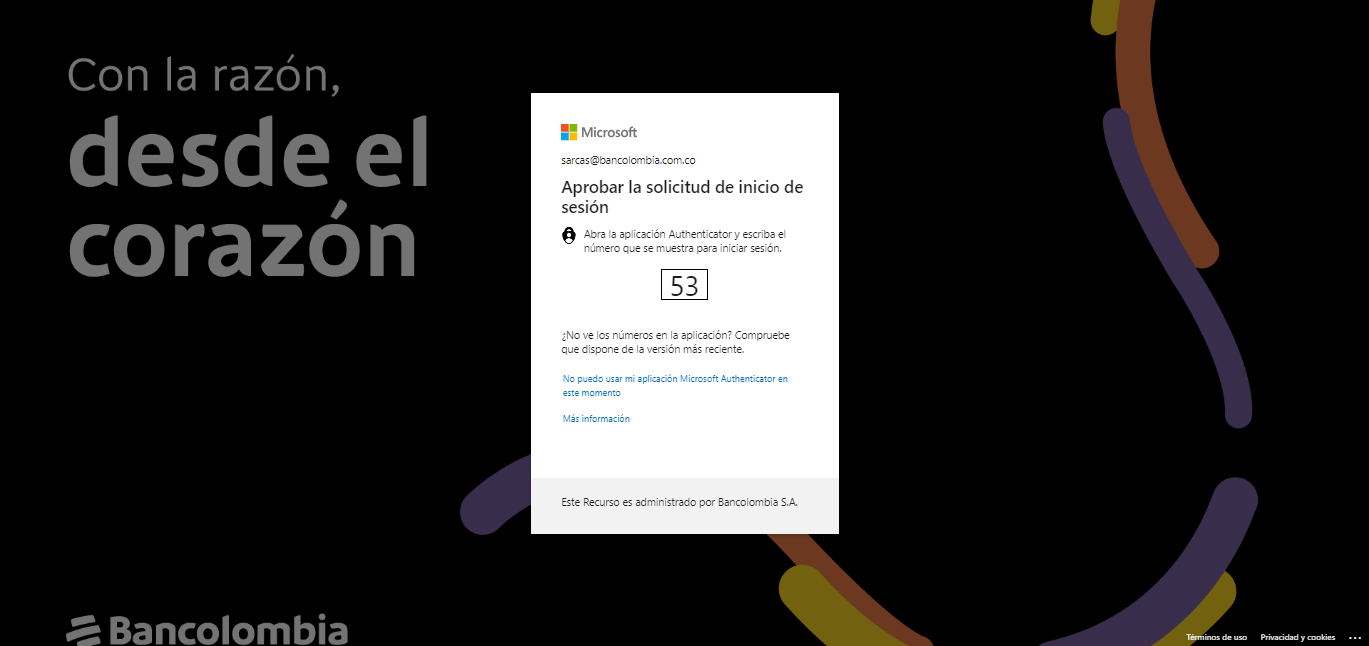 Con la razón,
desde el
corazón
Microsoft
sarcas@bancolombia.com.co
Aprobar la solicitud de inicio de
sesión
Abra la aplicación Authenticator y escriba el
número que se muestra para iniciar sesión.
53
¿No ve los números en la aplicación? Compruebe
que dispone de la versión más reciente.
No puedo usar mi aplicación Microsoft Authenticator en
este momento
Más información
Este Recurso es administrado por Bancolombia S.A.
Bancolombia
Términos de uso Privacidad y cookies ...